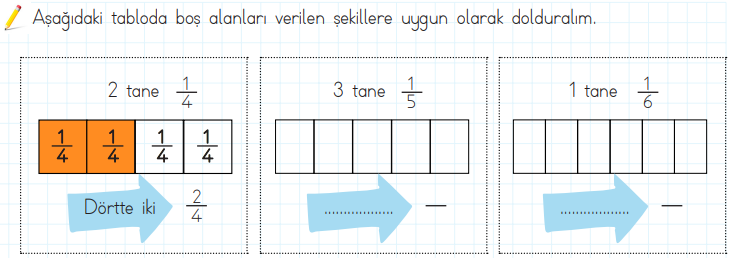 Aşağıdaki tabloda boş alanları verilen şekillere uygun olarak dolduralım.
2 tane 1/4
1/4 1/4 1/4 1/4
Dörtte iki 2/4
3 tane 1/5
.................. —
1 tane 1/6
.................. —